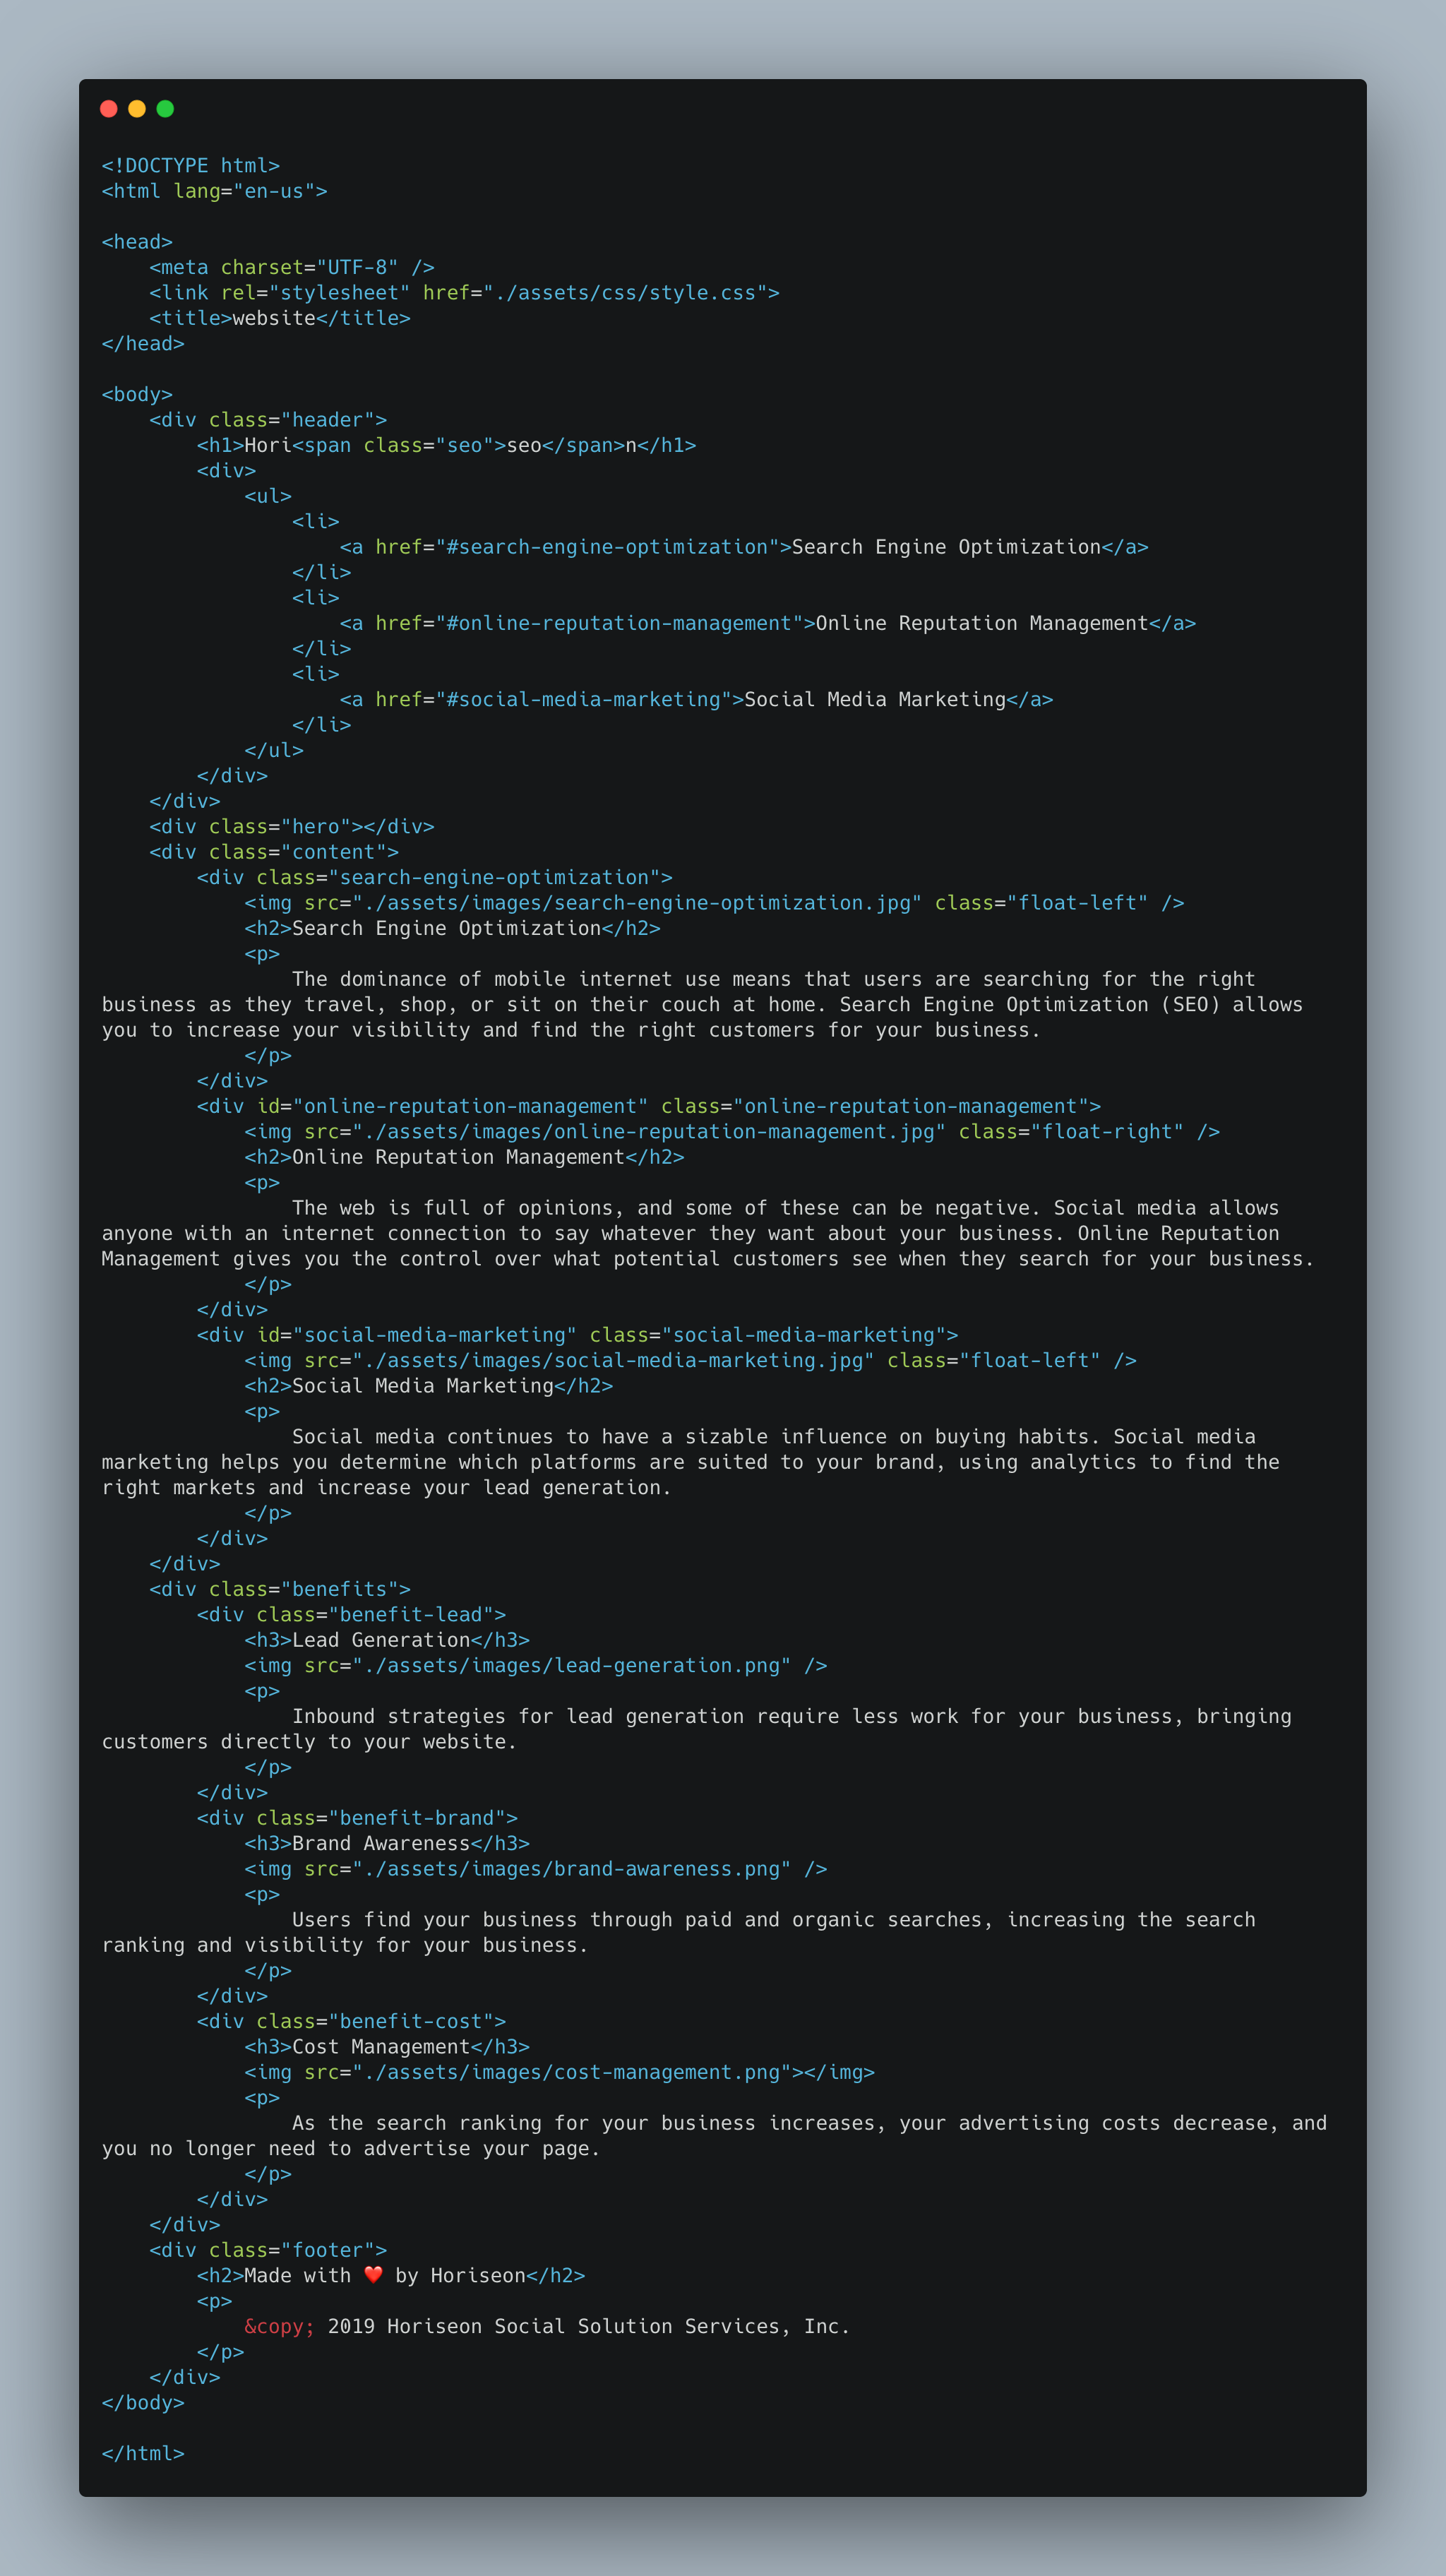 <!DOCTYPE html>
<html lang="en-us">

<head>
    <meta charset="UTF-8" />
    <link rel="stylesheet" href="./assets/css/style.css">
    <title>website</title>
</head>

<body>
    <div class="header">
        <h1>Hori<span class="seo">seo</span>n</h1>
        <div>
            <ul>
                <li>
                    <a href="#search-engine-optimization">Search Engine Optimization</a>
                </li>
                <li>
                    <a href="#online-reputation-management">Online Reputation Management</a>
                </li>
                <li>
                    <a href="#social-media-marketing">Social Media Marketing</a>
                </li>
            </ul>
        </div>
    </div>
    <div class="hero"></div>
    <div class="content">
        <div class="search-engine-optimization">
            <img src="./assets/images/search-engine-optimization.jpg" class="float-left" />
            <h2>Search Engine Optimization</h2>
            <p>
                The dominance of mobile internet use means that users are searching for the right
business as they travel, shop, or sit on their couch at home. Search Engine Optimization (SEO) allows
you to increase your visibility and find the right customers for your business.
            </p>
        </div>
        <div id="online-reputation-management" class="online-reputation-management">
            <img src="./assets/images/online-reputation-management.jpg" class="float-right" />
            <h2>Online Reputation Management</h2>
            <p>
                The web is full of opinions, and some of these can be negative. Social media allows
anyone with an internet connection to say whatever they want about your business. Online Reputation
Management gives you the control over what potential customers see when they search for your business.
            </p>
        </div>
        <div id="social-media-marketing" class="social-media-marketing">
            <img src="./assets/images/social-media-marketing.jpg" class="float-left" />
            <h2>Social Media Marketing</h2>
            <p>
                Social media continues to have a sizable influence on buying habits. Social media
marketing helps you determine which platforms are suited to your brand, using analytics to find the
right markets and increase your lead generation.
            </p>
        </div>
    </div>
    <div class="benefits">
        <div class="benefit-lead">
            <h3>Lead Generation</h3>
            <img src="./assets/images/lead-generation.png" />
            <p>
                Inbound strategies for lead generation require less work for your business, bringing
customers directly to your website.
            </p>
        </div>
        <div class="benefit-brand">
            <h3>Brand Awareness</h3>
            <img src="./assets/images/brand-awareness.png" />
            <p>
                Users find your business through paid and organic searches, increasing the search
ranking and visibility for your business.
            </p>
        </div>
        <div class="benefit-cost">
            <h3>Cost Management</h3>
            <img src="./assets/images/cost-management.png"></img>
            <p>
                As the search ranking for your business increases, your advertising costs decrease, and
you no longer need to advertise your page.
            </p>
        </div>
    </div>
    <div class="footer">
        <h2>Made with ❤️ by Horiseon</h2>
        <p>
            &copy; 2019 Horiseon Social Solution Services, Inc.
        </p>
    </div>
</body>

</html>